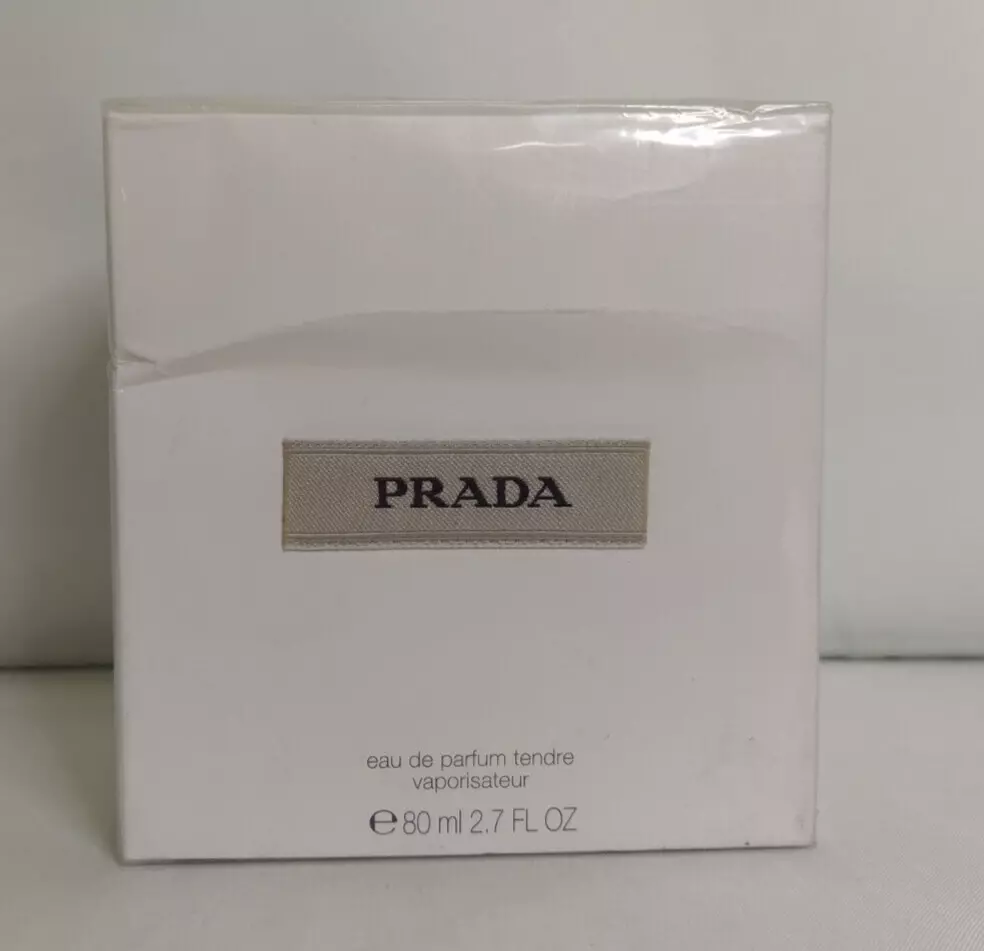 PRADA
eau de parfum tendre
vaporisateur
℮ 80 ml 2.7 FL OZ